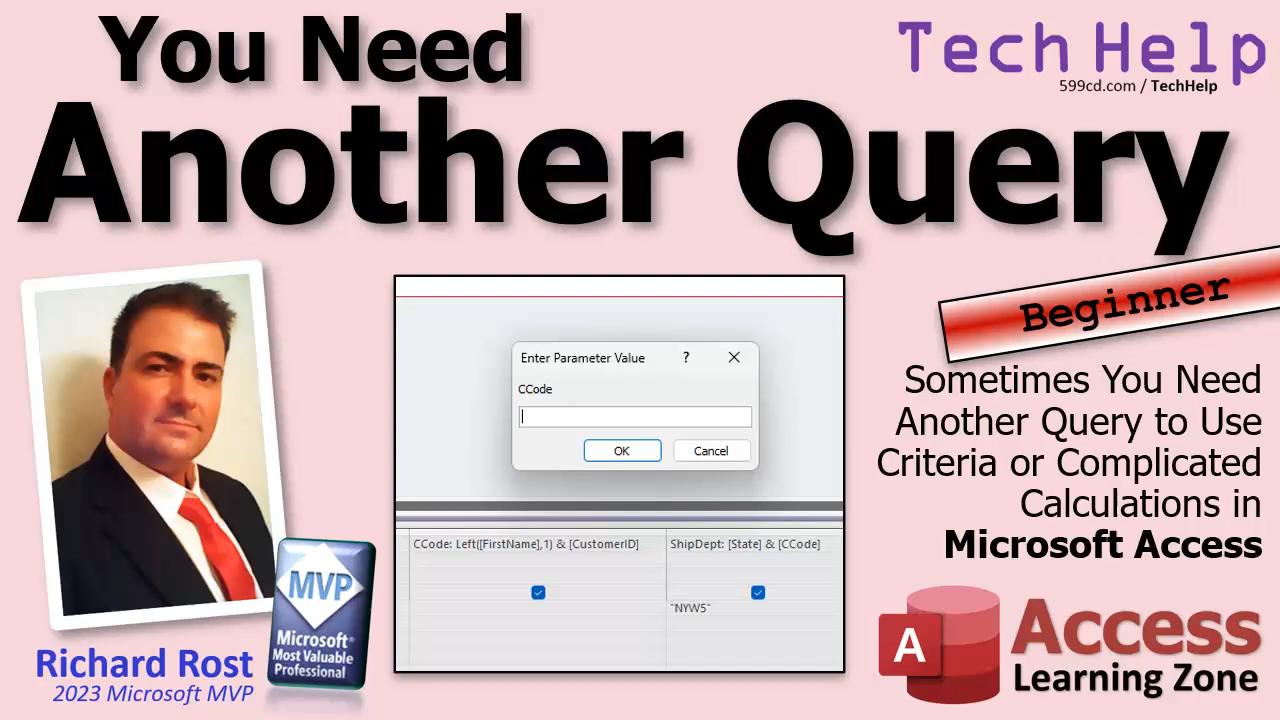 You Need
Another Query
Tech Help
599cd.com / TechHelp
Beginner
Sometimes You Need
Another Query to Use
Criteria or Complicated
Calculations in
Microsoft Access
Enter Parameter Value ?
CCode
OK Cancel
CCode: Left([FirstName],1) & [CustomerID] ShipDept: [State] & [CCode]
"NYW5"
MVP
Microsoft®
Most Valuable
Professional
Richard Rost
2023 Microsoft MVP
A
Access
Learning Zone